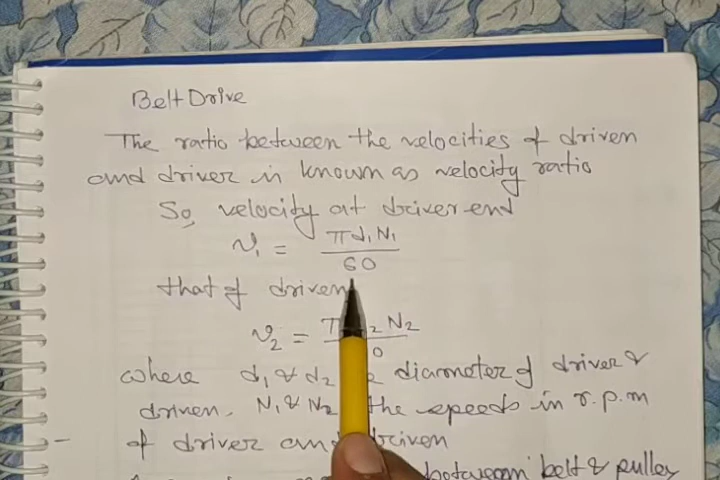 Belt Drive
The ratio between the velocities of driven
and driver is known as velocity ratio
So, velocity at driver end
v₁ = πd₁N₁ / 60
that of driven
v₂ = N₂
where d₁ & d₂ diameter of driver &
driven, N₁ & N₂ the speeds in r.p.m
of driver and driven
between belt & pulley